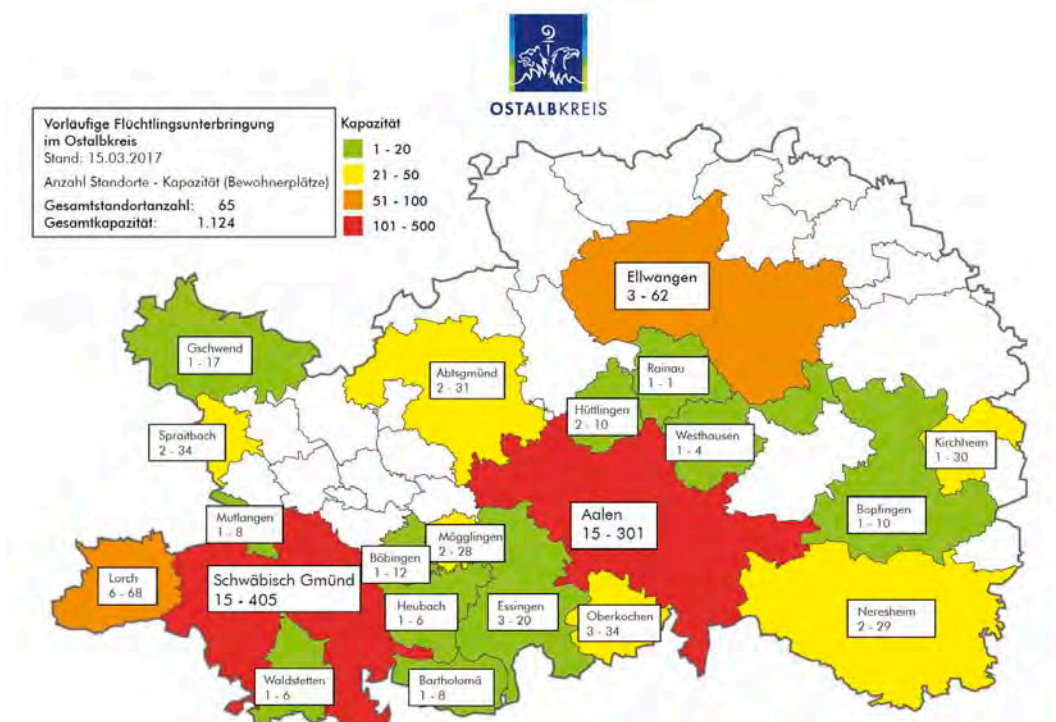 OSTALBKREIS
Vorläufige Flüchtlingsunterbringung
im Ostalbkreis
Stand: 15.03.2017
Anzahl Standorte - Kapazität (Bewohnerplätze)
Gesamtstandortanzahl: 65
Gesamtkapazität: 1.124
Kapazität
1 - 20
21 - 50
51 - 100
101 - 500
Ellwangen
3 - 62
Gschwend
1 - 17
Rainau
1 - 1
Abtsgmünd
2 - 31
Hüttlingen
2 - 10
Westhausen
1 - 4
Spraitbach
2 - 34
Kirchheim
1 - 30
Bopfingen
1 - 10
Mutlangen
1 - 8
Mögglingen
2 - 28
Aalen
15 - 301
Böbingen
1 - 12
Lorch
6 - 68
Schwäbisch Gmünd
15 - 405
Heubach
1 - 6
Essingen
3 - 20
Oberkochen
3 - 34
Neresheim
2 - 29
Waldstetten
1 - 6
Bartholomä
1 - 8